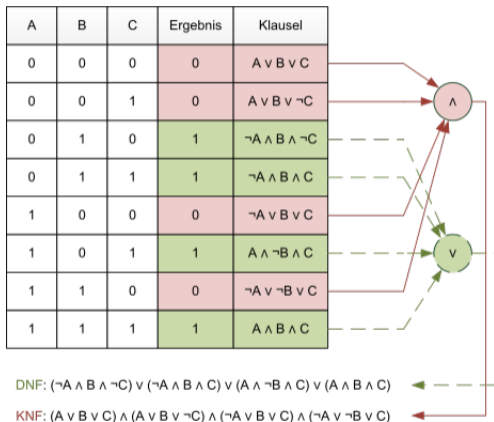 A B C Ergebnis Klausel
0 0 0 0 A ∨ B ∨ C
0 0 1 0 A ∨ B ∨ ¬C
∧
0 1 0 1 ¬A ∧ B ∧ ¬C
0 1 1 1 ¬A ∧ B ∧ C
1 0 0 0 ¬A ∨ B ∨ C
1 0 1 1 A ∧ ¬B ∧ C
∨
1 1 0 0 ¬A ∨ ¬B ∨ C
1 1 1 1 A ∧ B ∧ C
DNF: (¬A ∧ B ∧ ¬C) ∨ (¬A ∧ B ∧ C) ∨ (A ∧ ¬B ∧ C) ∨ (A ∧ B ∧ C)
KNF: (A ∨ B ∨ C) ∧ (A ∨ B ∨ ¬C) ∧ (¬A ∨ B ∨ C) ∧ (¬A ∨ ¬B ∨ C)